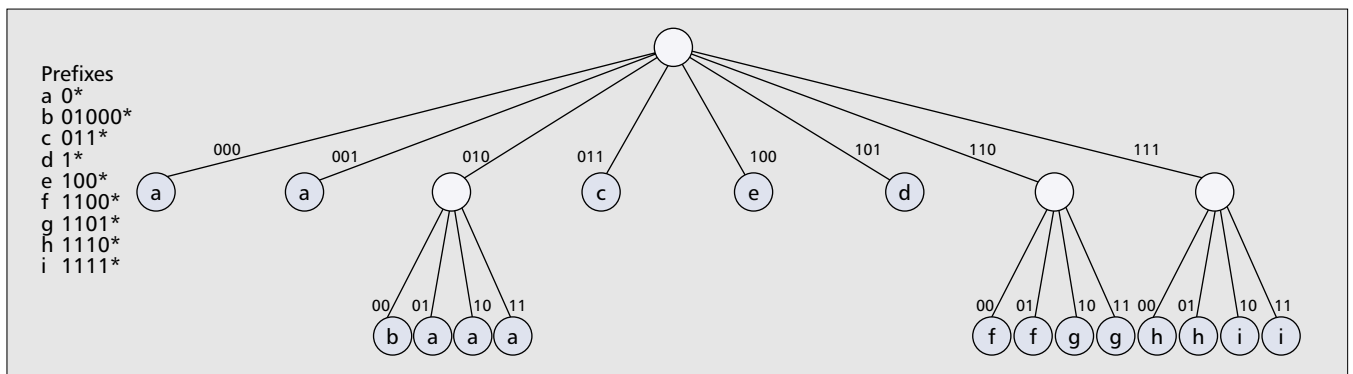 Prefixes
a 0*
b 01000*
c 011*
d 1*
e 100*
f 1100*
g 1101*
h 1110*
i 1111*
000 001 010 011 100 101 110 111
a a c e d
00 01 10 11 00 01 10 11 00 01 10 11
b a a a f f g g h h i i